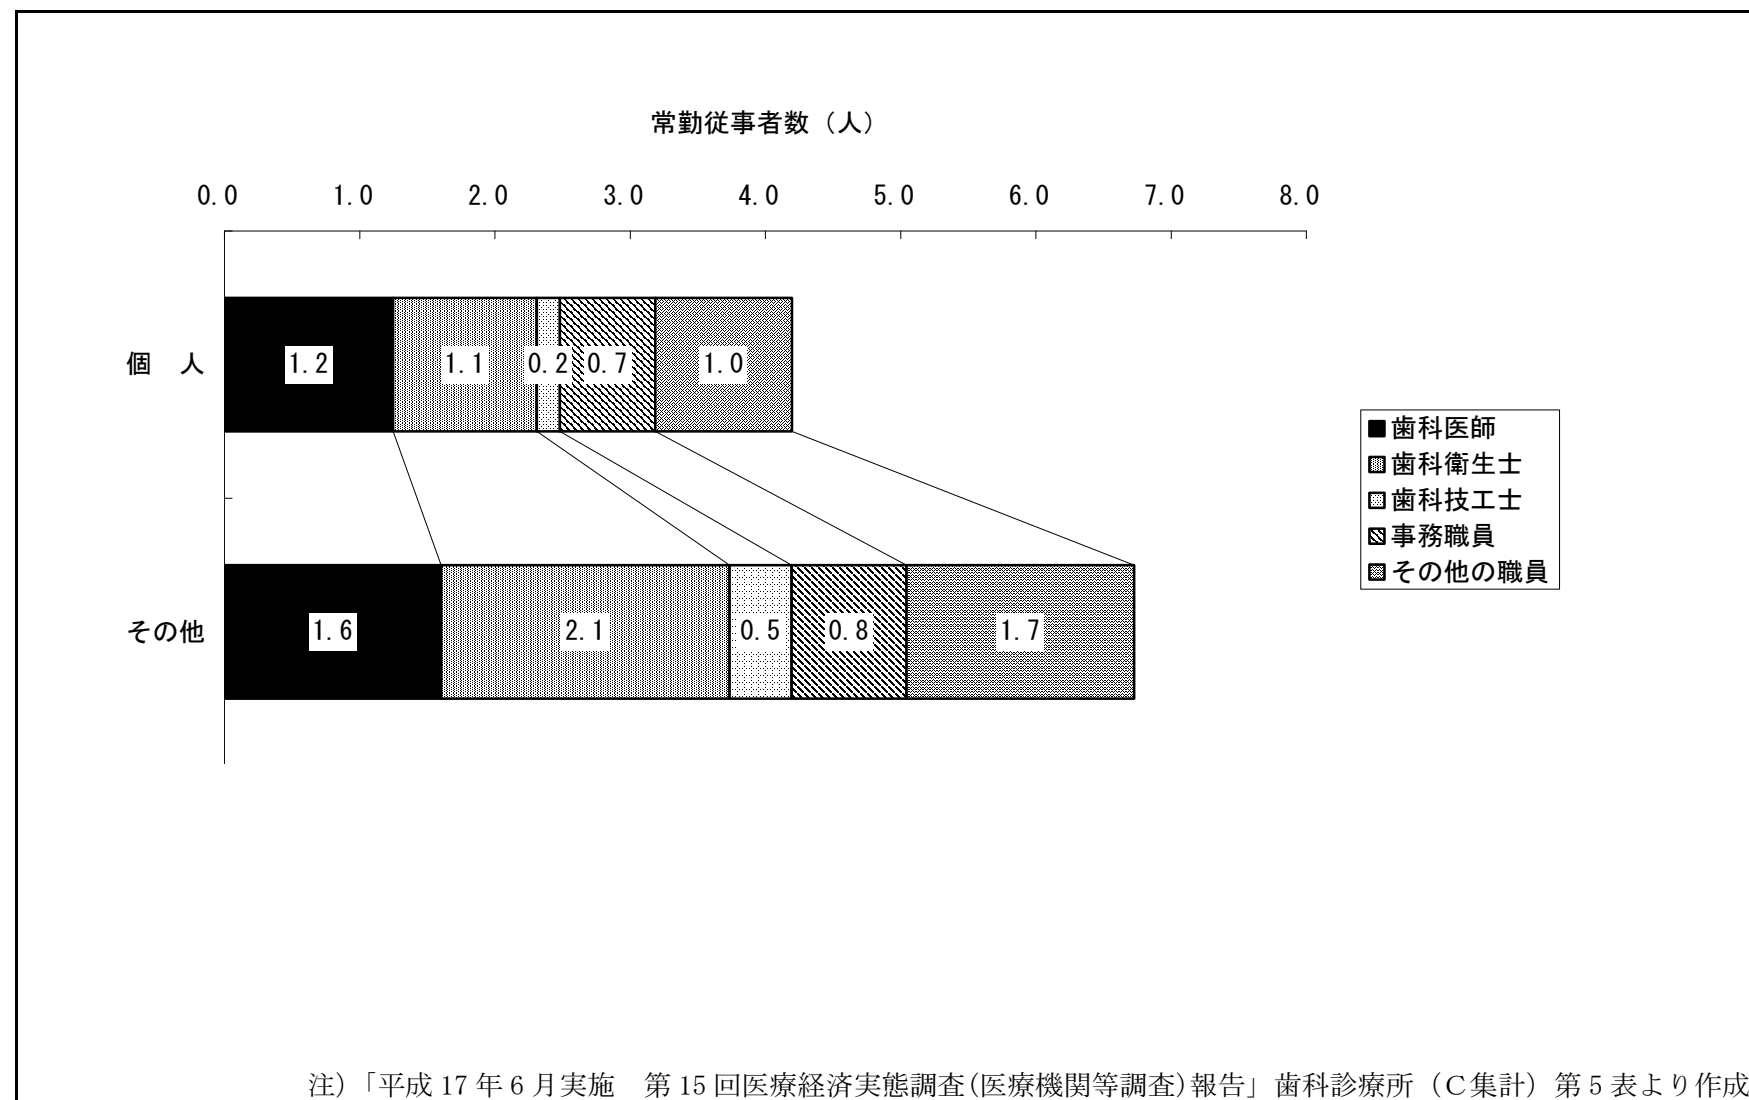 常勤従事者数（人）
0.0 1.0 2.0 3.0 4.0 5.0 6.0 7.0 8.0
個　人
1.2 1.1 0.2 0.7 1.0
その他
1.6 2.1 0.5 0.8 1.7
歯科医師
歯科衛生士
歯科技工士
事務職員
その他の職員
注）「平成 17 年 6 月実施　第 15 回医療経済実態調査(医療機関等調査)報告」歯科診療所（Ｃ集計）第 5 表より作成